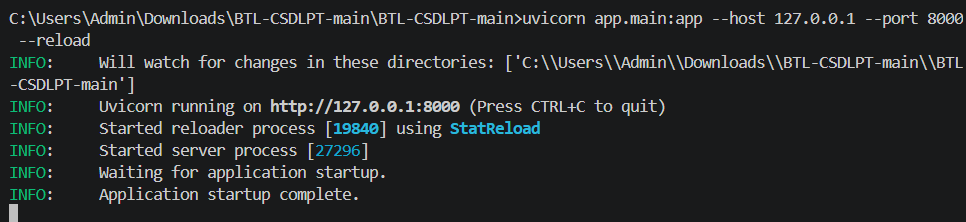 C:\Users\Admin\Downloads\BTL-CSDLPT-main\BTL-CSDLPT-main>uvicorn app.main:app --host 127.0.0.1 --port 8000
 --reload
INFO:     Will watch for changes in these directories: ['C:\\Users\\Admin\\Downloads\\BTL-CSDLPT-main\\BTL
-CSDLPT-main']
INFO:     Uvicorn running on http://127.0.0.1:8000 (Press CTRL+C to quit)
INFO:     Started reloader process [19840] using StatReload
INFO:     Started server process [27296]
INFO:     Waiting for application startup.
INFO:     Application startup complete.